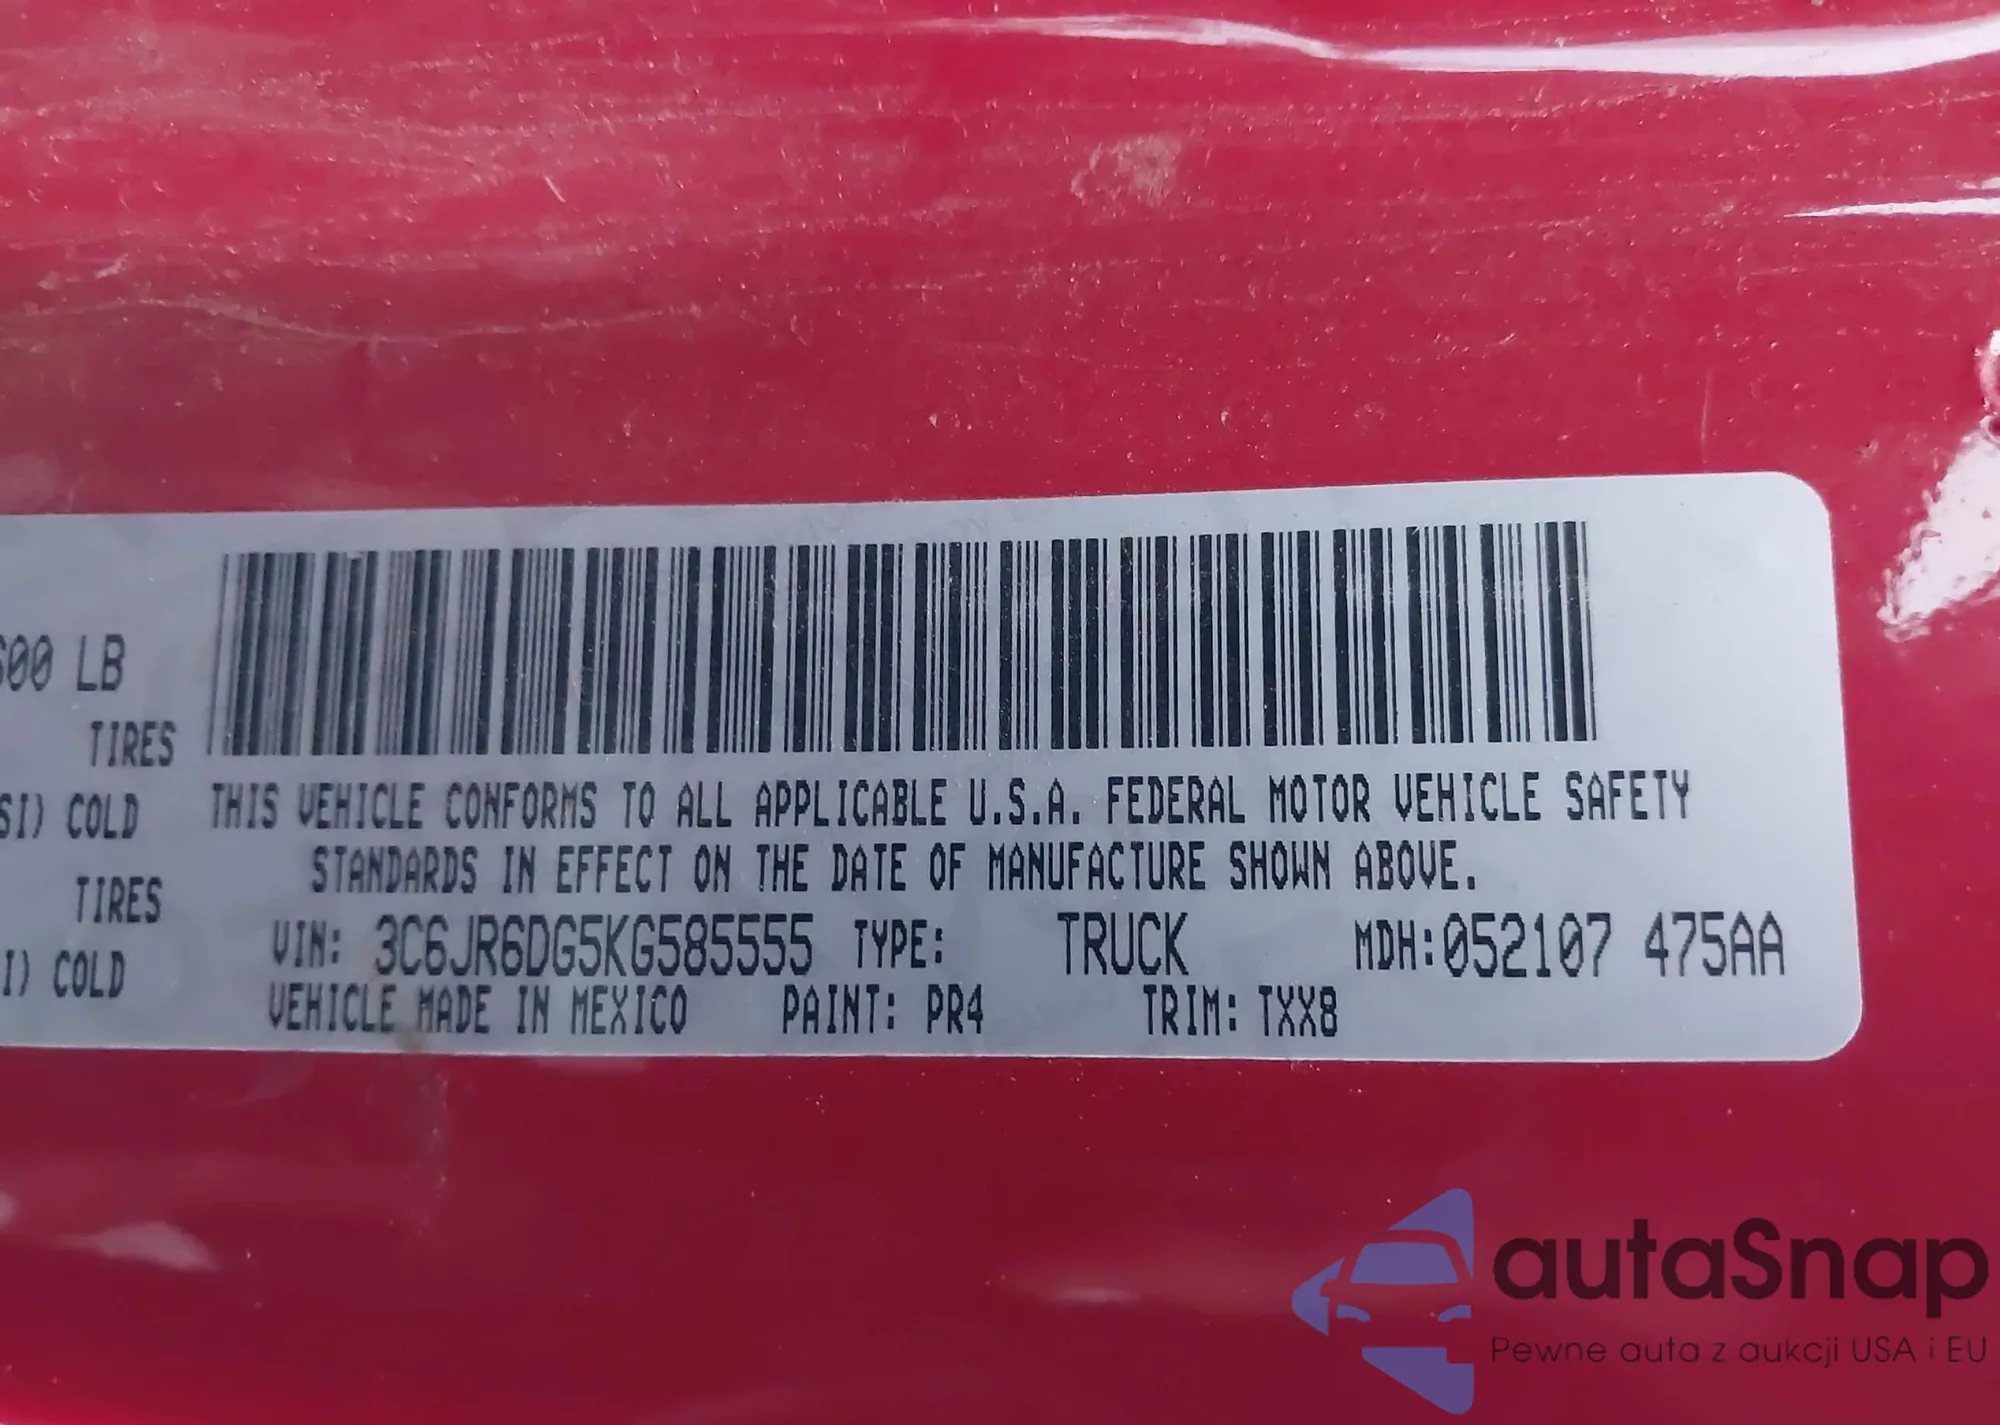 600 LB
TIRES
SI) COLD
TIRES
I) COLD
THIS VEHICLE CONFORMS TO ALL APPLICABLE U.S.A. FEDERAL MOTOR VEHICLE SAFETY
STANDARDS IN EFFECT ON THE DATE OF MANUFACTURE SHOWN ABOVE.
VIN: 3C6JR6DG5KG585555 TYPE: TRUCK MDH:052107 475AA
VEHICLE MADE IN MEXICO PAINT: PR4 TRIM: TXX8
autaSnap
Pewne auta z aukcji USA i EU